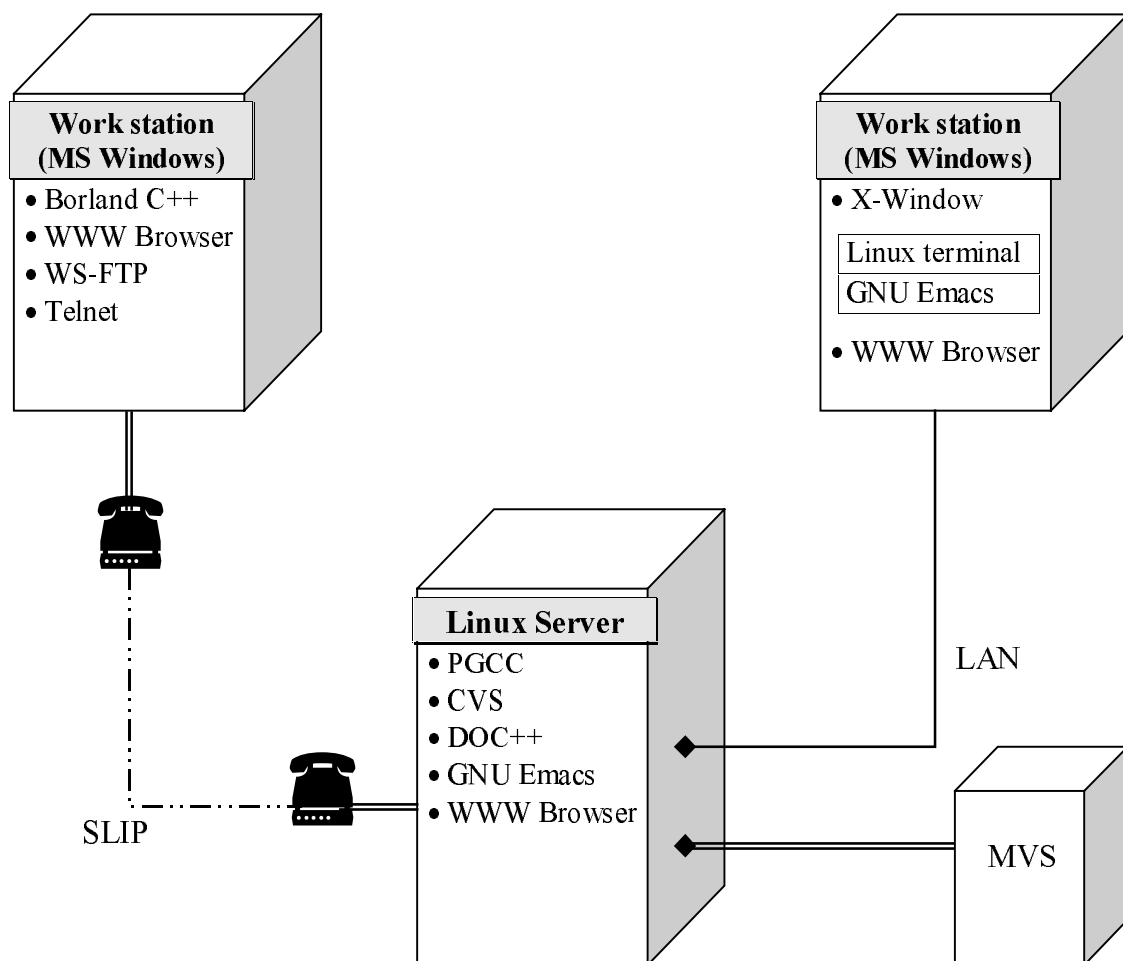 Work station
(MS Windows)
• Borland C++
• WWW Browser
• WS-FTP
• Telnet
Work station
(MS Windows)
• X-Window
Linux terminal
GNU Emacs
• WWW Browser
Linux Server
• PGCC
• CVS
• DOC++
• GNU Emacs
• WWW Browser
LAN
SLIP
MVS